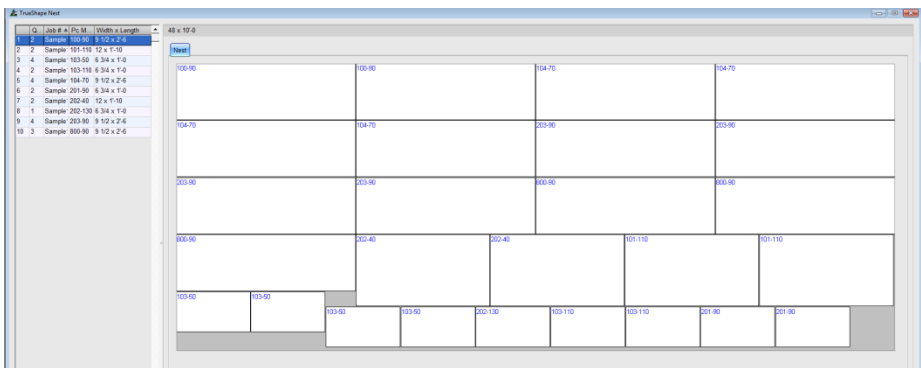 TrueShape Nest
Q. Job # Pc M... Width x Length
1 2 Sample 100-90 9 1/2 x 2'-6
2 2 Sample 101-110 12 x 1'-10
3 4 Sample 103-50 6 3/4 x 1'-0
4 2 Sample 103-110 6 3/4 x 1'-0
5 4 Sample 104-70 9 1/2 x 2'-6
6 2 Sample 201-90 6 3/4 x 1'-0
7 2 Sample 202-40 12 x 1'-10
8 1 Sample 202-130 6 3/4 x 1'-0
9 4 Sample 203-90 9 1/2 x 2'-6
10 3 Sample 800-90 9 1/2 x 2'-6
48 x 10'-0
Nest
100-90 100-90 104-70 104-70
104-70 104-70 203-90 203-90
203-90 203-90 800-90 800-90
800-90 202-40 202-40 101-110 101-110
103-50 103-50
103-50 103-50 202-130 103-110 103-110 201-90 201-90